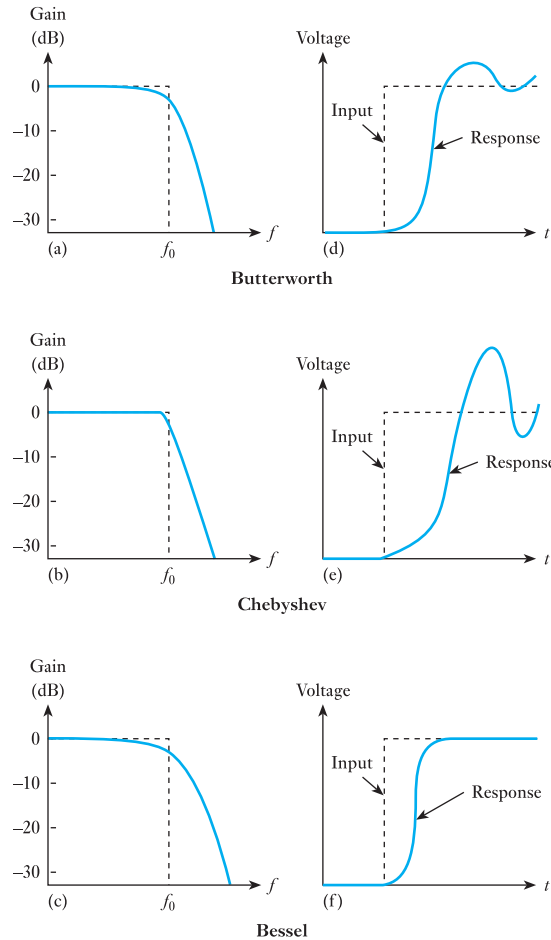 Gain
(dB)
0
–10
–20
–30
f
f0
(a)
Voltage
Input
Response
t
(d)
Butterworth
Gain
(dB)
0
–10
–20
–30
f
f0
(b)
Voltage
Input
Response
t
(e)
Chebyshev
Gain
(dB)
0
–10
–20
–30
f
f0
(c)
Voltage
Input
Response
t
(f)
Bessel